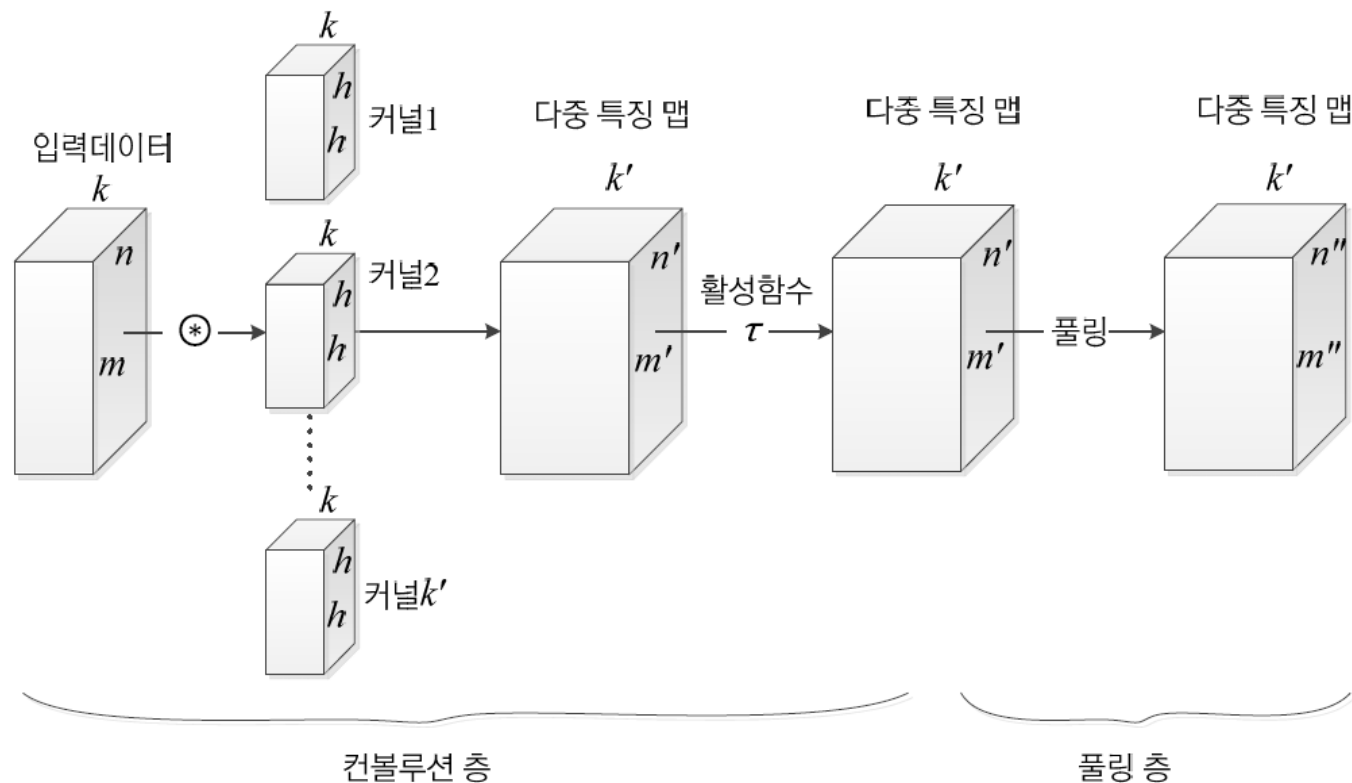 입력데이터
k
n
m
⊛
k
h
h
커널1
k
h
h
커널2
k
h
h
커널k′
다중 특징 맵
k′
n′
m′
활성함수
τ
다중 특징 맵
k′
n′
m′
풀링
다중 특징 맵
k′
n″
m″
컨볼루션 층
풀링 층